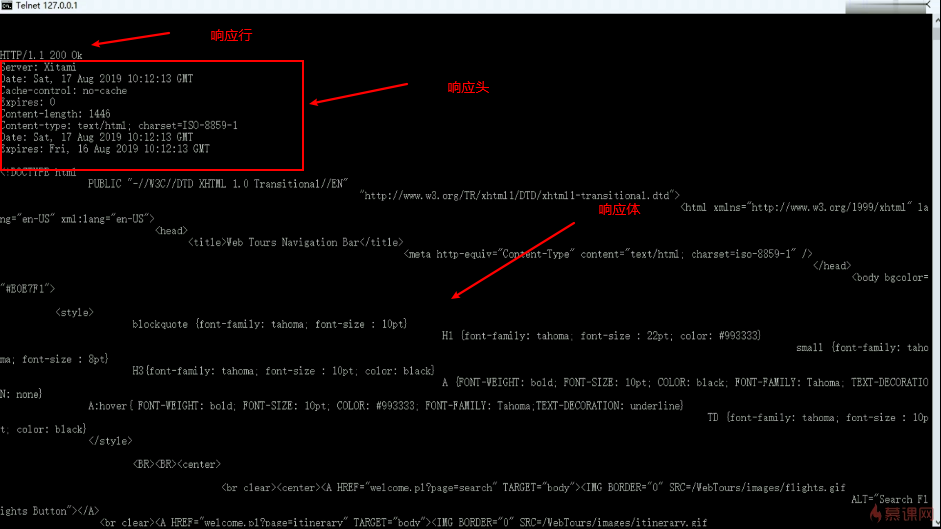 Telnet 127.0.0.1
响应行
HTTP/1.1 200 Ok
Server: Xitami
Date: Sat, 17 Aug 2019 10:12:13 GMT
Cache-control: no-cache
响应头
Expires: 0
Content-length: 1446
Content-type: text/html; charset=ISO-8859-1
Date: Sat, 17 Aug 2019 10:12:13 GMT
Expires: Fri, 16 Aug 2019 10:12:13 GMT
<!DOCTYPE html
PUBLIC "-//W3C//DTD XHTML 1.0 Transitional//EN"
"http://www.w3.org/TR/xhtml1/DTD/xhtml1-transitional.dtd">
<html xmlns="http://www.w3.org/1999/xhtml" la
响应体
ng="en-US" xml:lang="en-US">
<head>
<title>Web Tours Navigation Bar</title>
<meta http-equiv="Content-Type" content="text/html; charset=iso-8859-1" />
</head>
<body bgcolor=
"#E0E7F1">
<style>
blockquote {font-family: tahoma; font-size : 10pt}
H1 {font-family: tahoma; font-size : 22pt; color: #993333}
small {font-family: taho
ma; font-size : 8pt}
H3{font-family: tahoma; font-size : 10pt; color: black}
A {FONT-WEIGHT: bold; FONT-SIZE: 10pt; COLOR: black; FONT-FAMILY: Tahoma; TEXT-DECORATIO
N: none}
A:hover{ FONT-WEIGHT: bold; FONT-SIZE: 10pt; COLOR: #993333; FONT-FAMILY: Tahoma;TEXT-DECORATION: underline}
TD {font-family: tahoma; font-size : 10p
t; color: black}
</style>
<BR><BR><center>
<br clear><center><A HREF="welcome.pl?page=search" TARGET="body"><IMG BORDER="0" SRC=/WebTours/images/flights.gif
ALT="Search Fl
ights Button"></A>
<br clear><A HREF="welcome.pl?page=itinerary" TARGET="body"><IMG BORDER="0" SRC=/WebTours/images/itinerary.gif
慕课网